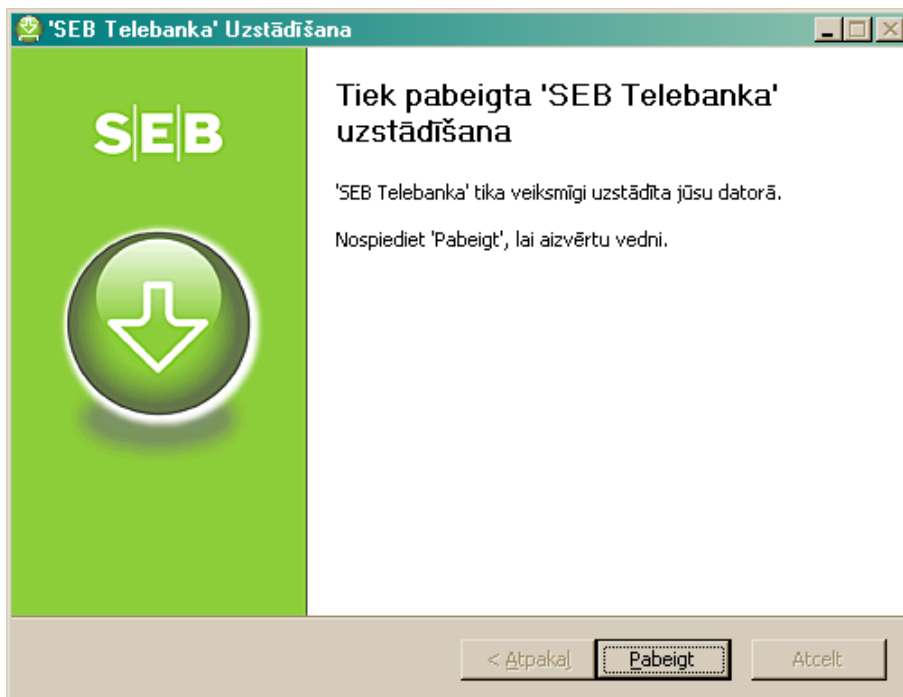 'SEB Telebanka' Uzstādīšana
SEB
Tiek pabeigta 'SEB Telebanka'
uzstādīšana
'SEB Telebanka' tika veiksmīgi uzstādīta jūsu datorā.
Nospiediet 'Pabeigt', lai aizvērtu vedni.
< Atpakaļ
Pabeigt
Atcelt